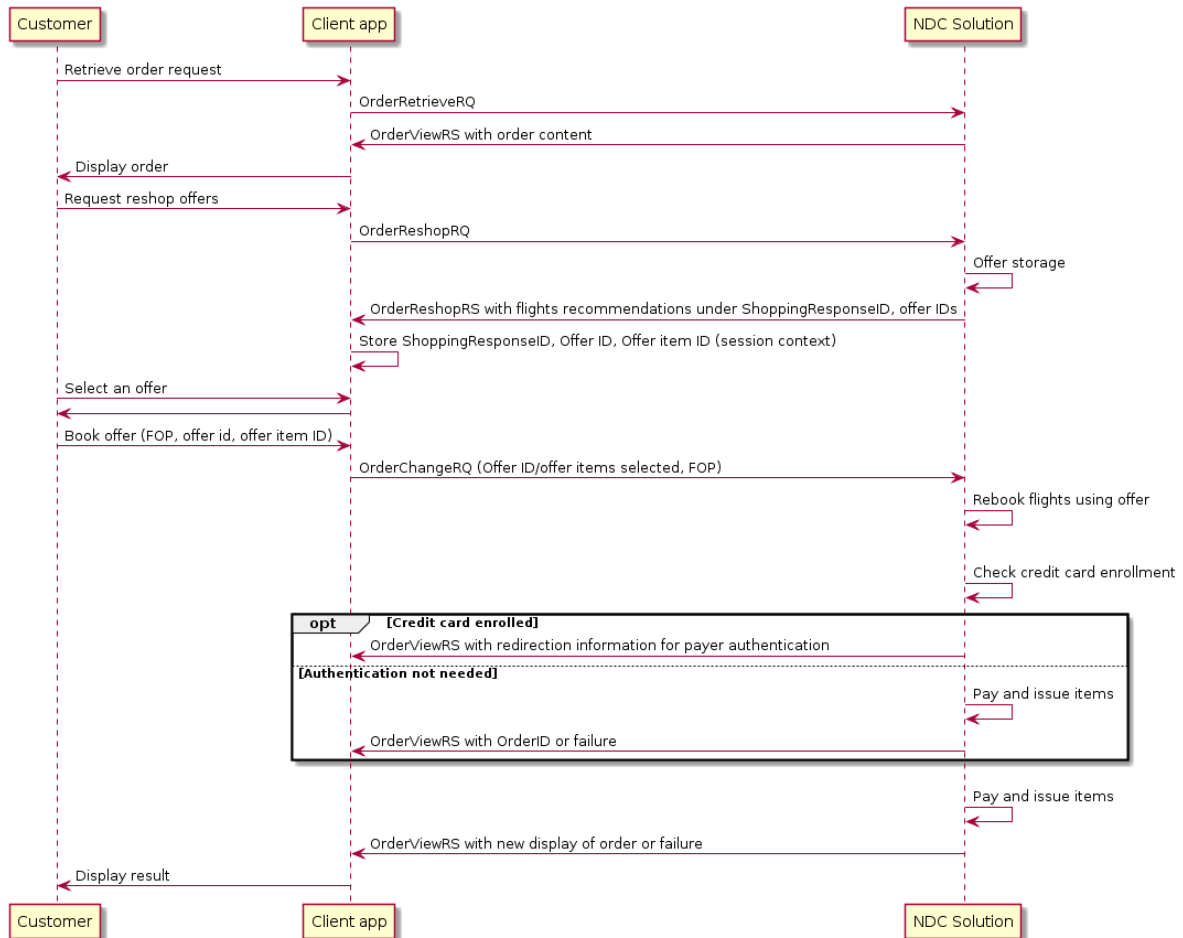 Customer
Client app
NDC Solution
Retrieve order request
OrderRetrieveRQ
OrderViewRS with order content
Display order
Request reshop offers
OrderReshopRQ
Offer storage
OrderReshopRS with flights recommendations under ShoppingResponseID, offer IDs
Store ShoppingResponseID, Offer ID, Offer item ID (session context)
Select an offer
Book offer (FOP, offer id, offer item ID)
OrderChangeRQ (Offer ID/offer items selected, FOP)
Rebook flights using offer
Check credit card enrollment
opt [Credit card enrolled]
OrderViewRS with redirection information for payer authentication
[Authentication not needed]
Pay and issue items
OrderViewRS with OrderID or failure
Pay and issue items
OrderViewRS with new display of order or failure
Display result
Customer
Client app
NDC Solution